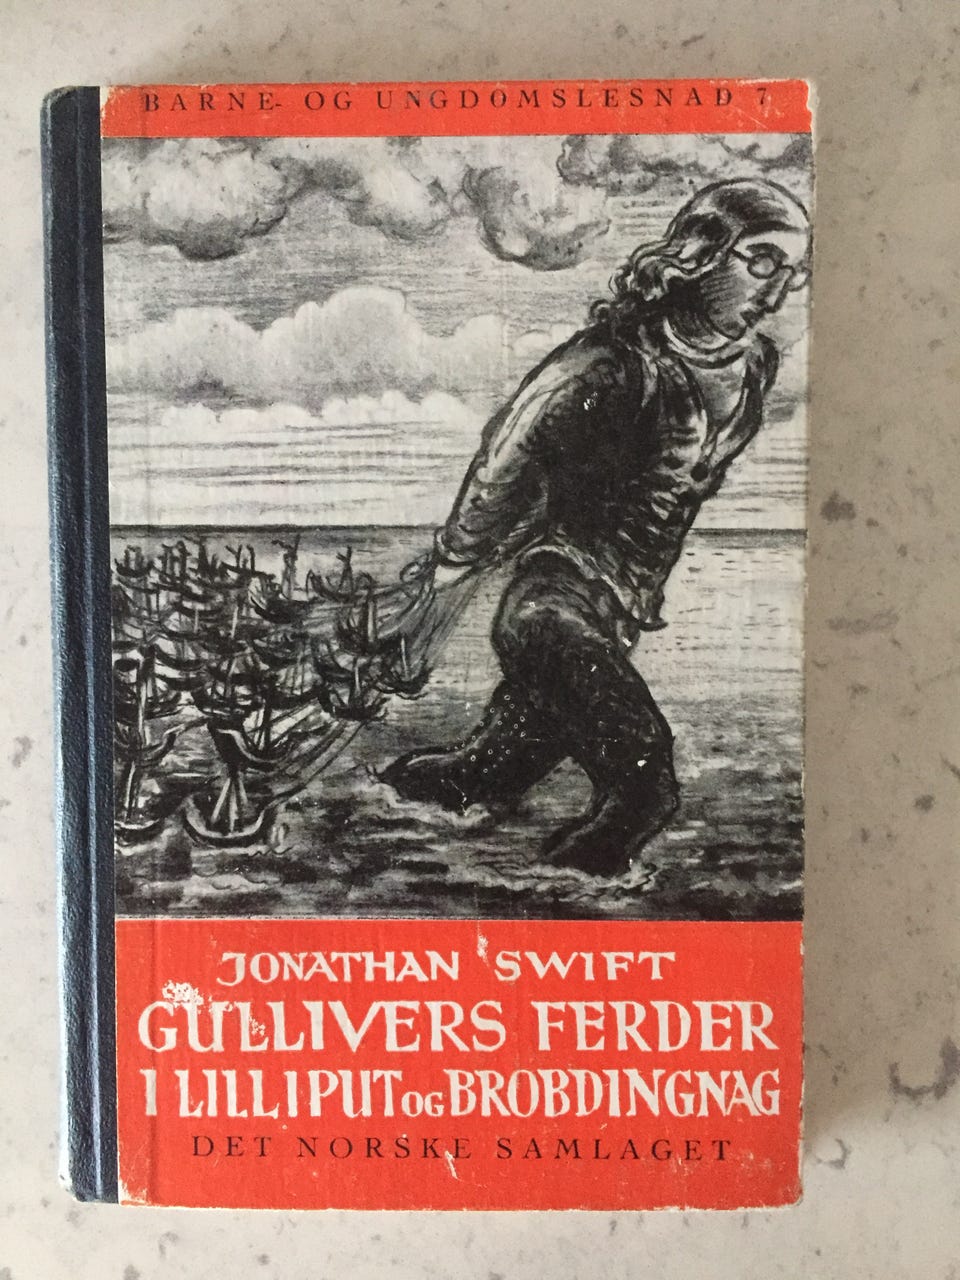 BARNE- OG UNGDOMSLESNAD 7
JONATHAN SWIFT
GULLIVERS FERDER
I LILLIPUT OG BROBDINGNAG
DET NORSKE SAMLAGET